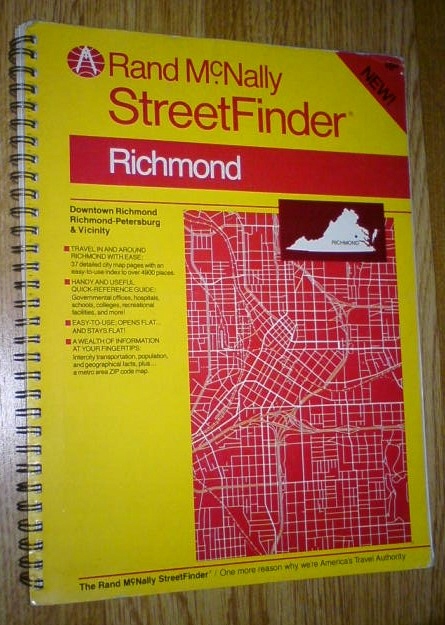 Rand McNally
StreetFinder®
NEW!
Richmond
Downtown Richmond
Richmond-Petersburg
& Vicinity
RICHMOND
TRAVEL IN AND AROUND
RICHMOND WITH EASE:
37 detailed city map pages with an
easy-to-use index to over 4900 places.
HANDY AND USEFUL
QUICK-REFERENCE GUIDE:
Governmental offices, hospitals,
schools, colleges, recreational
facilities, and more!
EASY-TO-USE; OPENS FLAT...
AND STAYS FLAT!
A WEALTH OF INFORMATION
AT YOUR FINGERTIPS:
Intercity transportation, population,
and geographical facts, plus...
a metro area ZIP code map.
The Rand McNally StreetFinder® / One more reason why we're America's Travel Authority